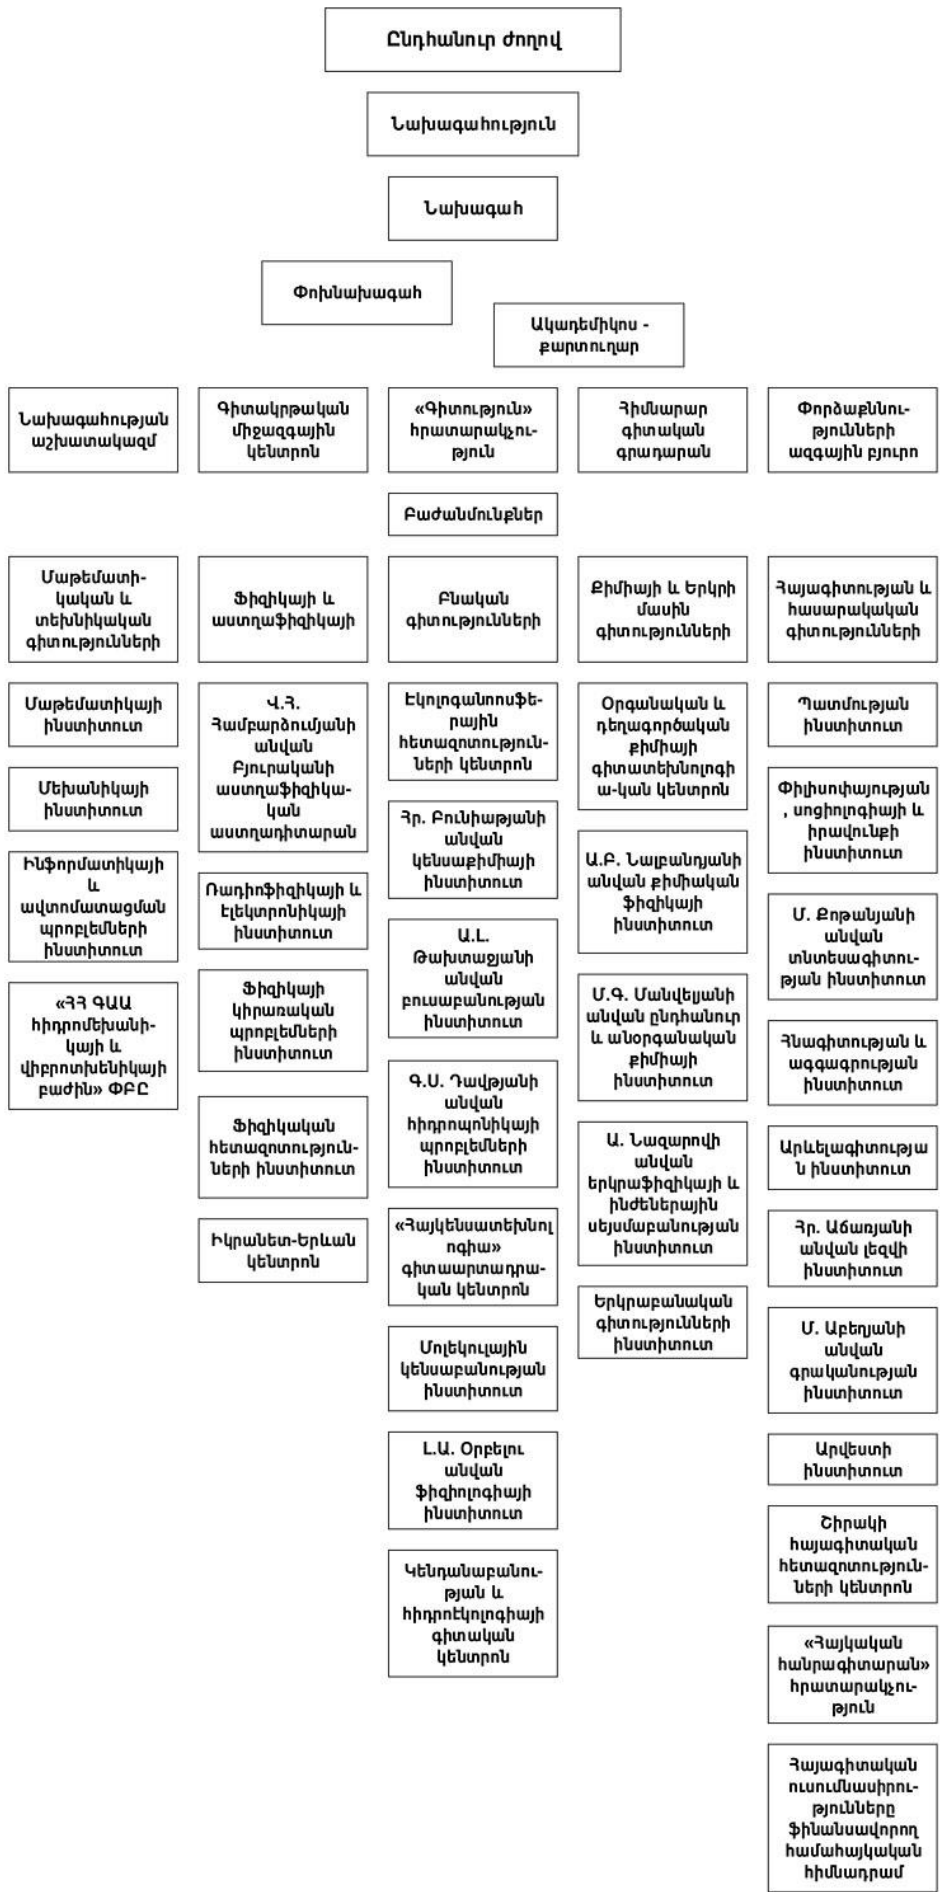 Ընդհանուր ժողով
Նախագահություն
Նախագահ
Փոխնախագահ
Ակադեմիկոս -
քարտուղար
Նախագահության
աշխատակազմ
Գիտակրթական
միջազգային
կենտրոն
«Գիտություն»
հրատարակչու-
թյուն
Հիմնարար
գիտական
գրադարան
Փորձաքննու-
թյունների
ազգային բյուրո
Բաժանմունքներ
Մաթեմատի-
կական և
տեխնիկական
գիտությունների
Ֆիզիկայի և
աստղաֆիզիկայի
Բնական
գիտությունների
Քիմիայի և Երկրի
մասին
գիտությունների
Հայագիտության և
հասարակական
գիտությունների
Մաթեմատիկայի
ինստիտուտ
Մեխանիկայի
ինստիտուտ
Ինֆորմատիկայի
և
ավտոմատացման
պրոբլեմների
ինստիտուտ
«ՀՀ ԳԱԱ
հիդրոմեխանի-
կայի և
վիբրոտխենիկայի
բաժին» ՓԲԸ
Վ.Հ.
Համբարձումյանի
անվան
Բյուրականի
աստղաֆիզիկա-
կան
աստղադիտարան
Ռադիոֆիզիկայի և
էլեկտրոնիկայի
ինստիտուտ
Ֆիզիկայի
կիրառական
պրոբլեմների
ինստիտուտ
Ֆիզիկական
հետազոտություն-
ների ինստիտուտ
Իկրանետ-Երևան
կենտրոն
Էկոլոգանոոսֆե-
րային
հետազոտություն-
ների կենտրոն
Հր. Բունիաթյանի
անվան
կենսաքիմիայի
ինստիտուտ
Ա.Լ.
Թախտաջյանի
անվան
բուսաբանության
ինստիտուտ
Գ.Ս. Դավթյանի
անվան
հիդրոպոնիկայի
պրոբլեմների
ինստիտուտ
«Հայկենսատեխնոլ
ոգիա»
գիտաարտադրա-
կան կենտրոն
Մոլեկուլային
կենսաբանության
ինստիտուտ
Լ.Ա. Օրբելու
անվան
ֆիզիոլոգիայի
ինստիտուտ
Կենդանաբանու-
թյան և
հիդրոէկոլոգիայի
գիտական
կենտրոն
Օրգանական և
դեղագործական
քիմիայի
գիտատեխնոլոգի
ա-կան կենտրոն
Ա.Բ. Նալբանդյանի
անվան քիմիական
ֆիզիկայի
ինստիտուտ
Մ.Գ. Մանվելյանի
անվան ընդհանուր
և անօրգանական
քիմիայի
ինստիտուտ
Ա. Նազարովի
անվան
երկրաֆիզիկայի և
ինժեներային
սեյսմաբանության
ինստիտուտ
Երկրաբանական
գիտությունների
ինստիտուտ
Պատմության
ինստիտուտ
Փիլիսոփայության
, սոցիոլոգիայի և
իրավունքի
ինստիտուտ
Մ. Քոթանյանի
անվան
տնտեսագիտու-
թյան ինստիտուտ
Հնագիտության և
ազգագրության
ինստիտուտ
Արևելագիտությա
ն ինստիտուտ
Հր. Աճառյանի
անվան լեզվի
ինստիտուտ
Մ. Աբեղյանի
անվան
գրականության
ինստիտուտ
Արվեստի
ինստիտուտ
Շիրակի
հայագիտական
հետազոտություն-
ների կենտրոն
«Հայկական
հանրագիտարան»
հրատարակչու-
թյուն
Հայագիտական
ուսումնասիրու-
թյունները
ֆինանսավորող
համահայկական
հիմնադրամ